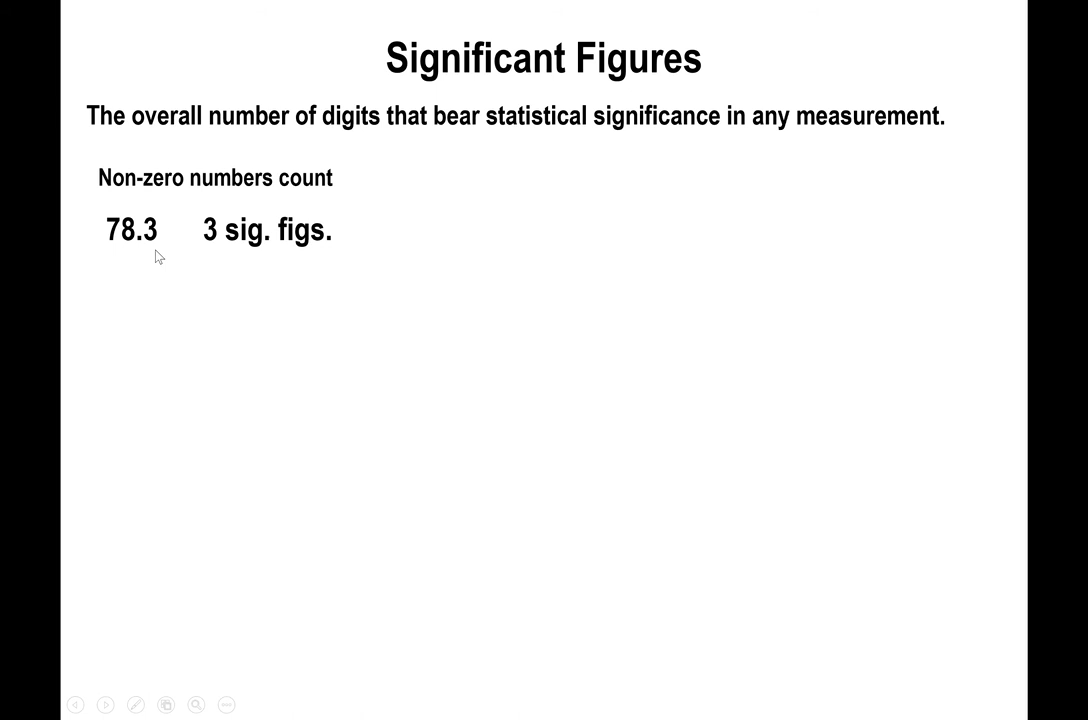 Significant Figures
The overall number of digits that bear statistical significance in any measurement.
Non-zero numbers count
78.3 3 sig. figs.